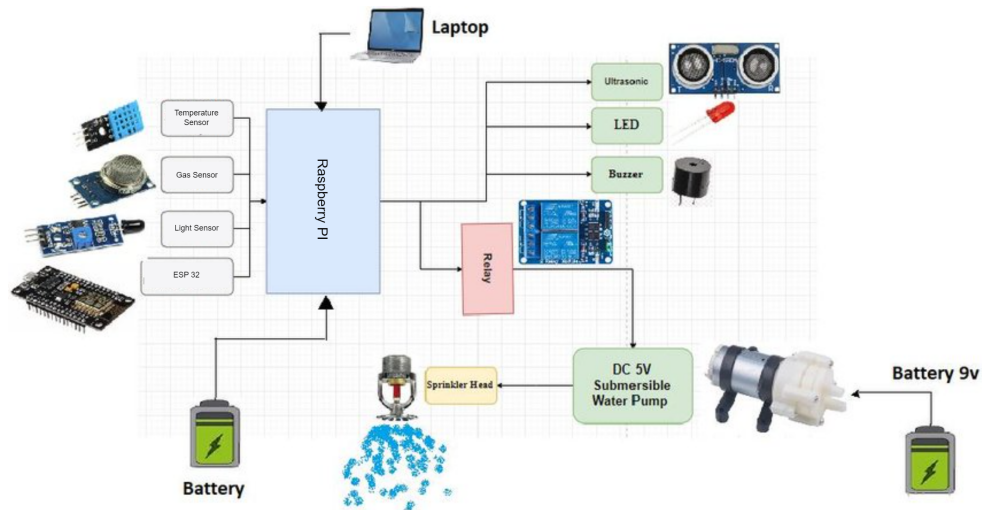 Laptop
Ultrasonic
Temperature
Sensor
LED
Gas Sensor
Raspberry PI
Buzzer
Light Sensor
Relay
ESP 32
DC 5V
Submersible
Water Pump
Battery 9v
Sprinkler Head
Battery